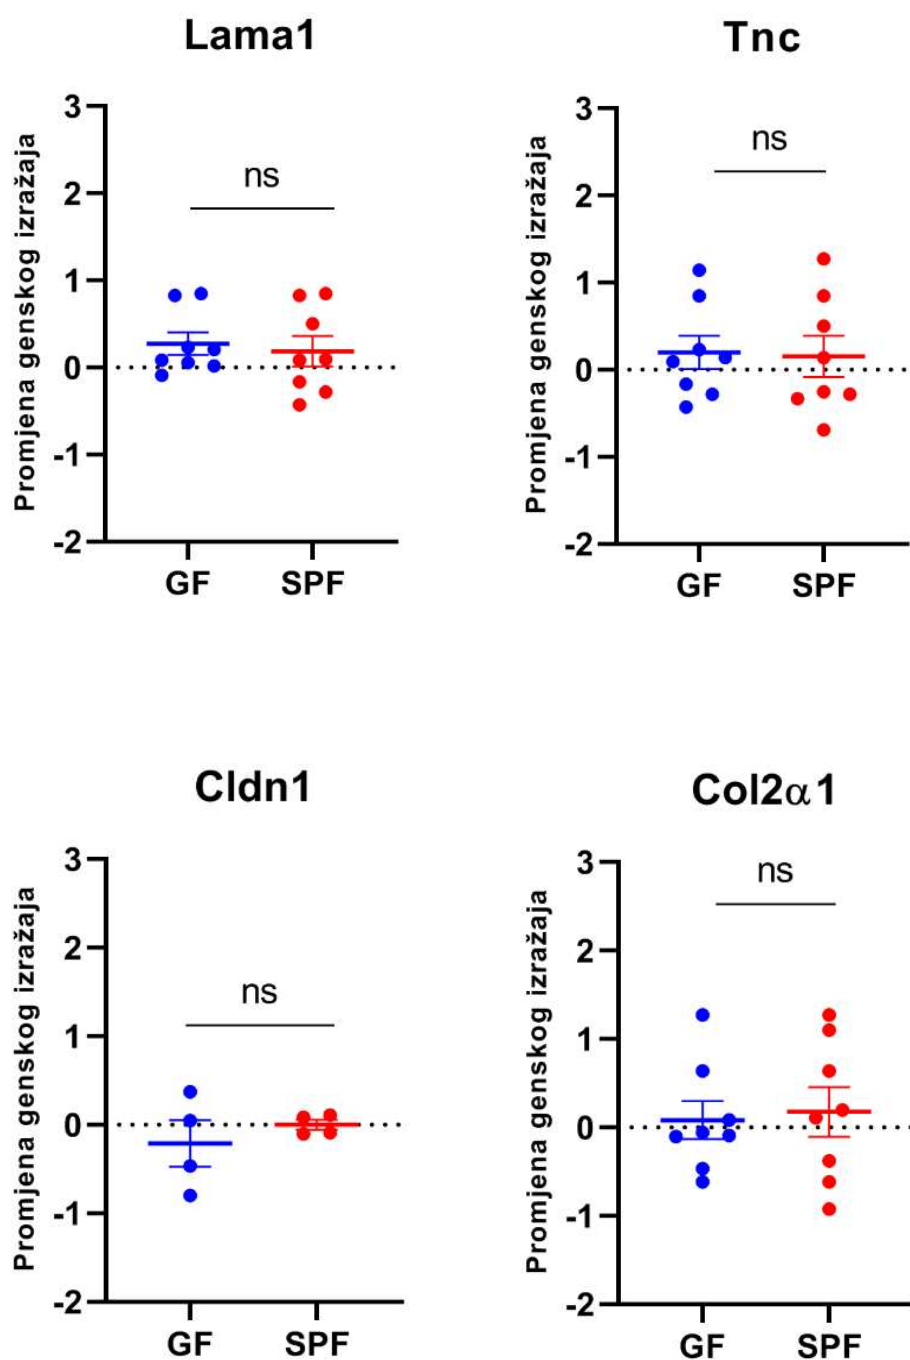 Lama1
Promjena genskog izražaja
3
2
1
0
-1
-2
ns
GF SPF
Tnc
Promjena genskog izražaja
3
2
1
0
-1
-2
ns
GF SPF
Cldn1
Promjena genskog izražaja
3
2
1
0
-1
-2
ns
GF SPF
Col2α1
Promjena genskog izražaja
3
2
1
0
-1
-2
ns
GF SPF